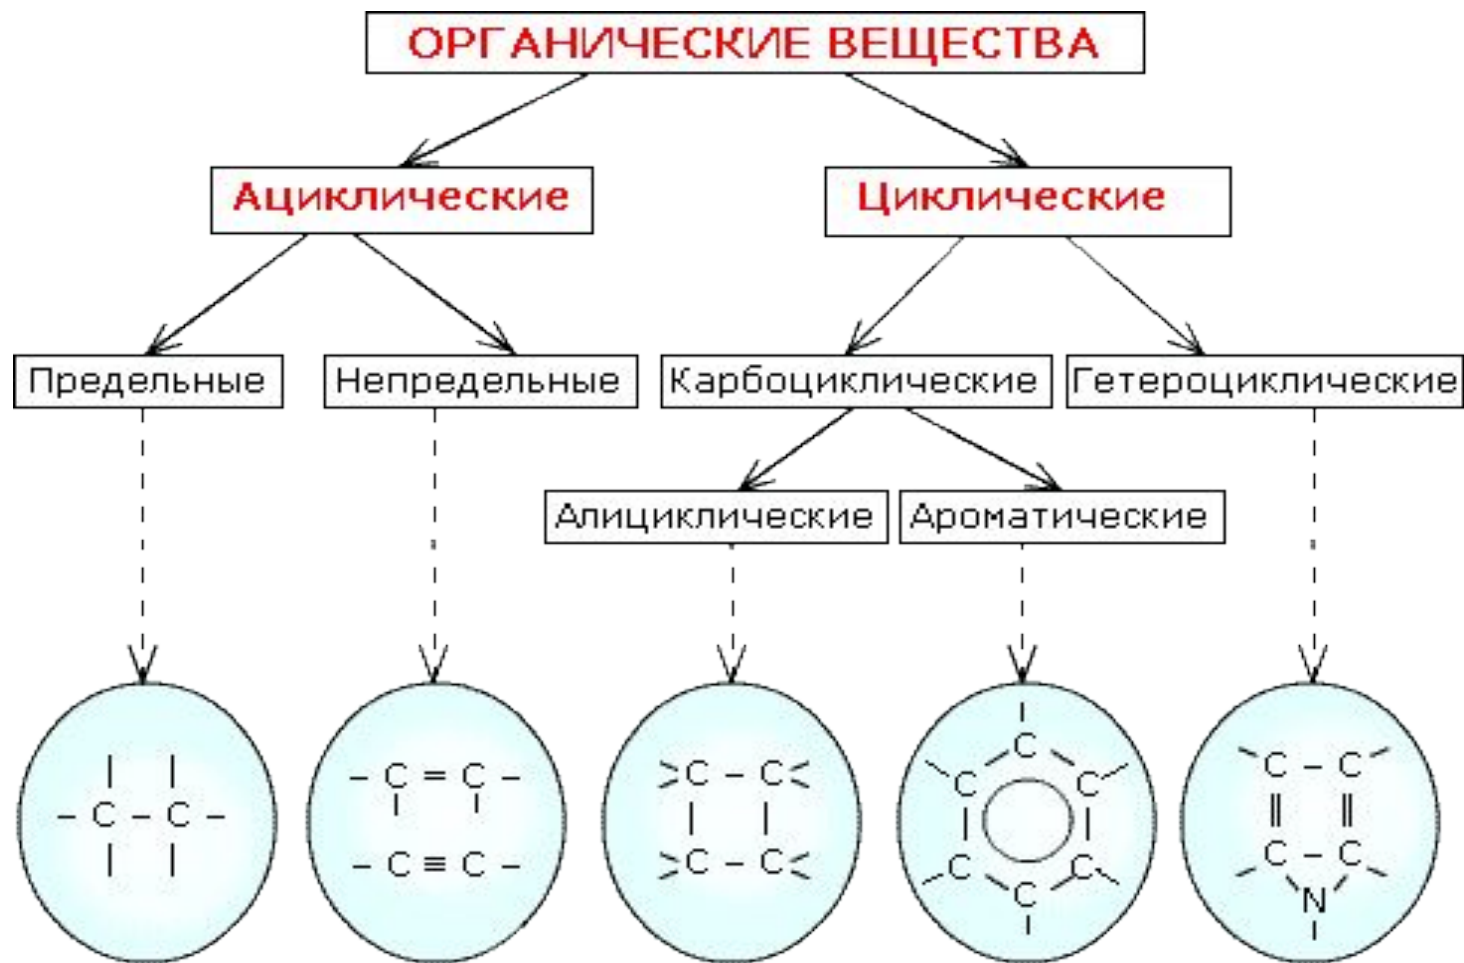 ОРГАНИЧЕСКИЕ ВЕЩЕСТВА
Ациклические
Циклические
Предельные
Непредельные
Карбоциклические
Гетероциклические
Алициклические
Ароматические
– C – C –
– C = C –
– C ≡ C –
C – C
C – C
C
C
C
C
C
C
C – C
C – C
N